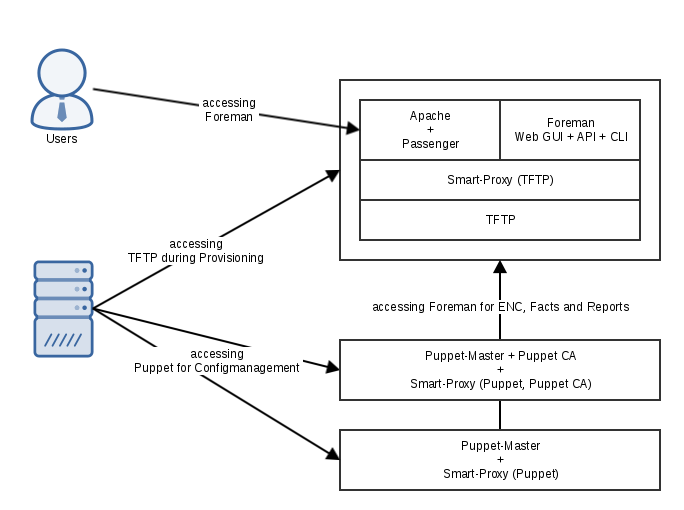 Users
accessing
Foreman
Apache
+
Passenger
Foreman
Web GUI + API + CLI
Smart-Proxy (TFTP)
TFTP
accessing
TFTP during Provisioning
accessing Foreman for ENC, Facts and Reports
accessing
Puppet for Configmanagement
Puppet-Master + Puppet CA
+
Smart-Proxy (Puppet, Puppet CA)
Puppet-Master
+
Smart-Proxy (Puppet)